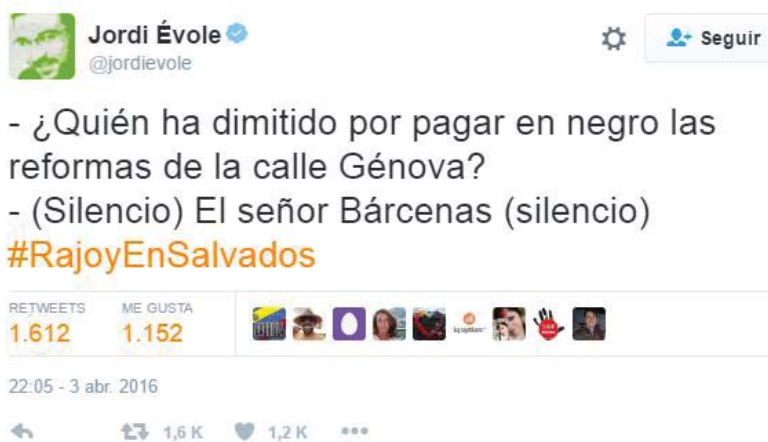 Jordi Évole
@jordievole
Seguir
- ¿Quién ha dimitido por pagar en negro las
reformas de la calle Génova?
- (Silencio) El señor Bárcenas (silencio)
#RajoyEnSalvados
RETWEETS ME GUSTA
1.612 1.152
iq option
22:05 - 3 abr. 2016
1,6 K 1,2 K